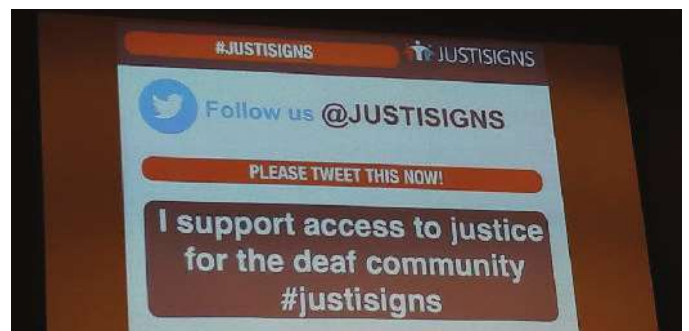 #JUSTISIGNS
JUSTISIGNS
Follow us @JUSTISIGNS
PLEASE TWEET THIS NOW!
I support access to justice
for the deaf community
#justisigns